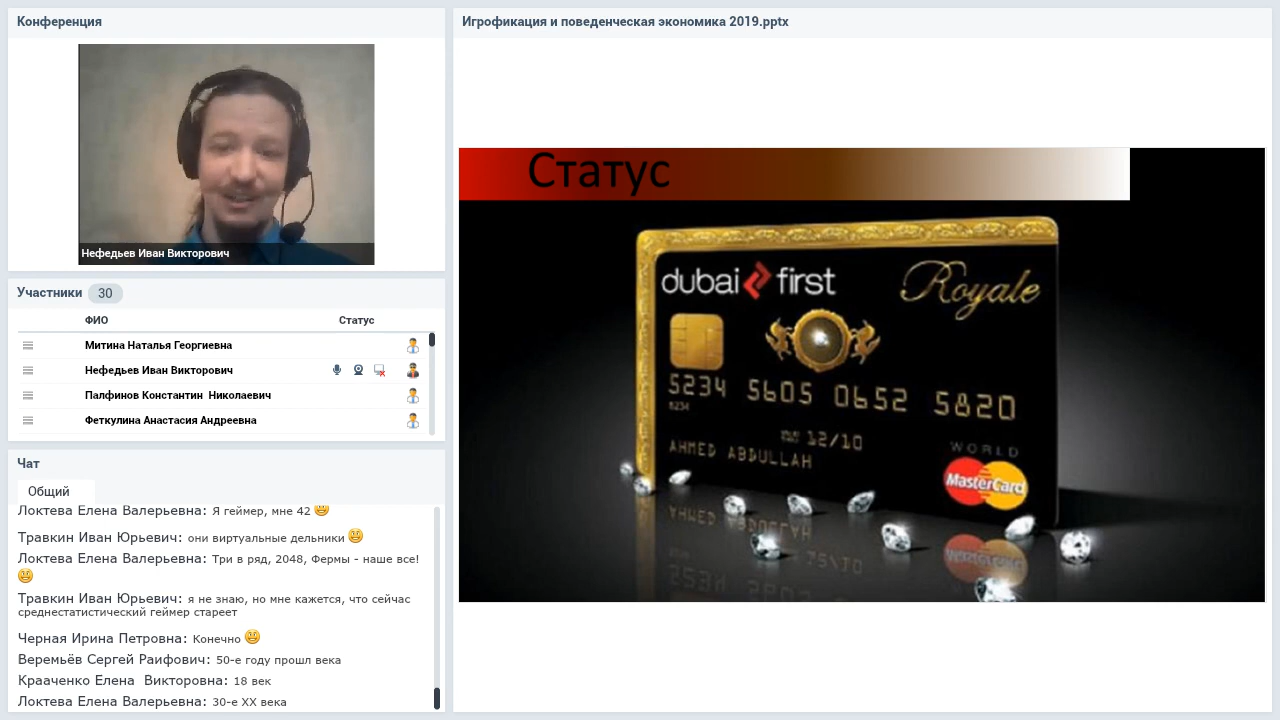 Конференция
Нефедьев Иван Викторович
Участники 30
ФИО Статус
Митина Наталья Георгиевна
Нефедьев Иван Викторович
Палфинов Константин Николаевич
Феткулина Анастасия Андреевна
Чат
Общий
Локтева Елена Валерьевна: Я геймер, мне 42
Травкин Иван Юрьевич: они виртуальные дельники
Локтева Елена Валерьевна: Три в ряд, 2048, Фермы - наше все!
Травкин Иван Юрьевич: я не знаю, но мне кажется, что сейчас
среднестатистический геймер стареет
Черная Ирина Петровна: Конечно
Веремьёв Сергей Раифович: 50-е году прошл века
Крааченко Елена Викторовна: 18 век
Локтева Елена Валерьевна: 30-е XX века
Игрофикация и поведенческая экономика 2019.pptx
Статус
dubai first Royale
5234 5605 0652 5820
5234
12/10
AHMED ABDULLAH
WORLD
MasterCard